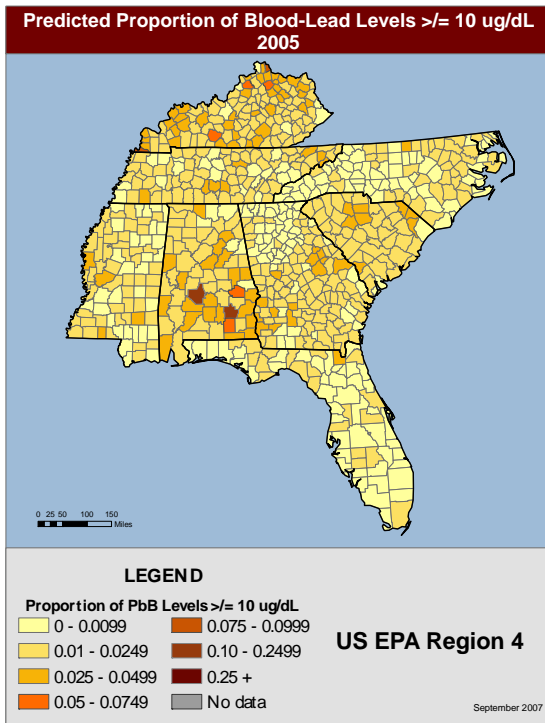 Predicted Proportion of Blood-Lead Levels >/= 10 ug/dL
2005
0 25 50 100 150
Miles
LEGEND
Proportion of PbB Levels >/= 10 ug/dL
0 - 0.0099
0.01 - 0.0249
0.025 - 0.0499
0.05 - 0.0749
0.075 - 0.0999
0.10 - 0.2499
0.25 +
No data
US EPA Region 4
September 2007